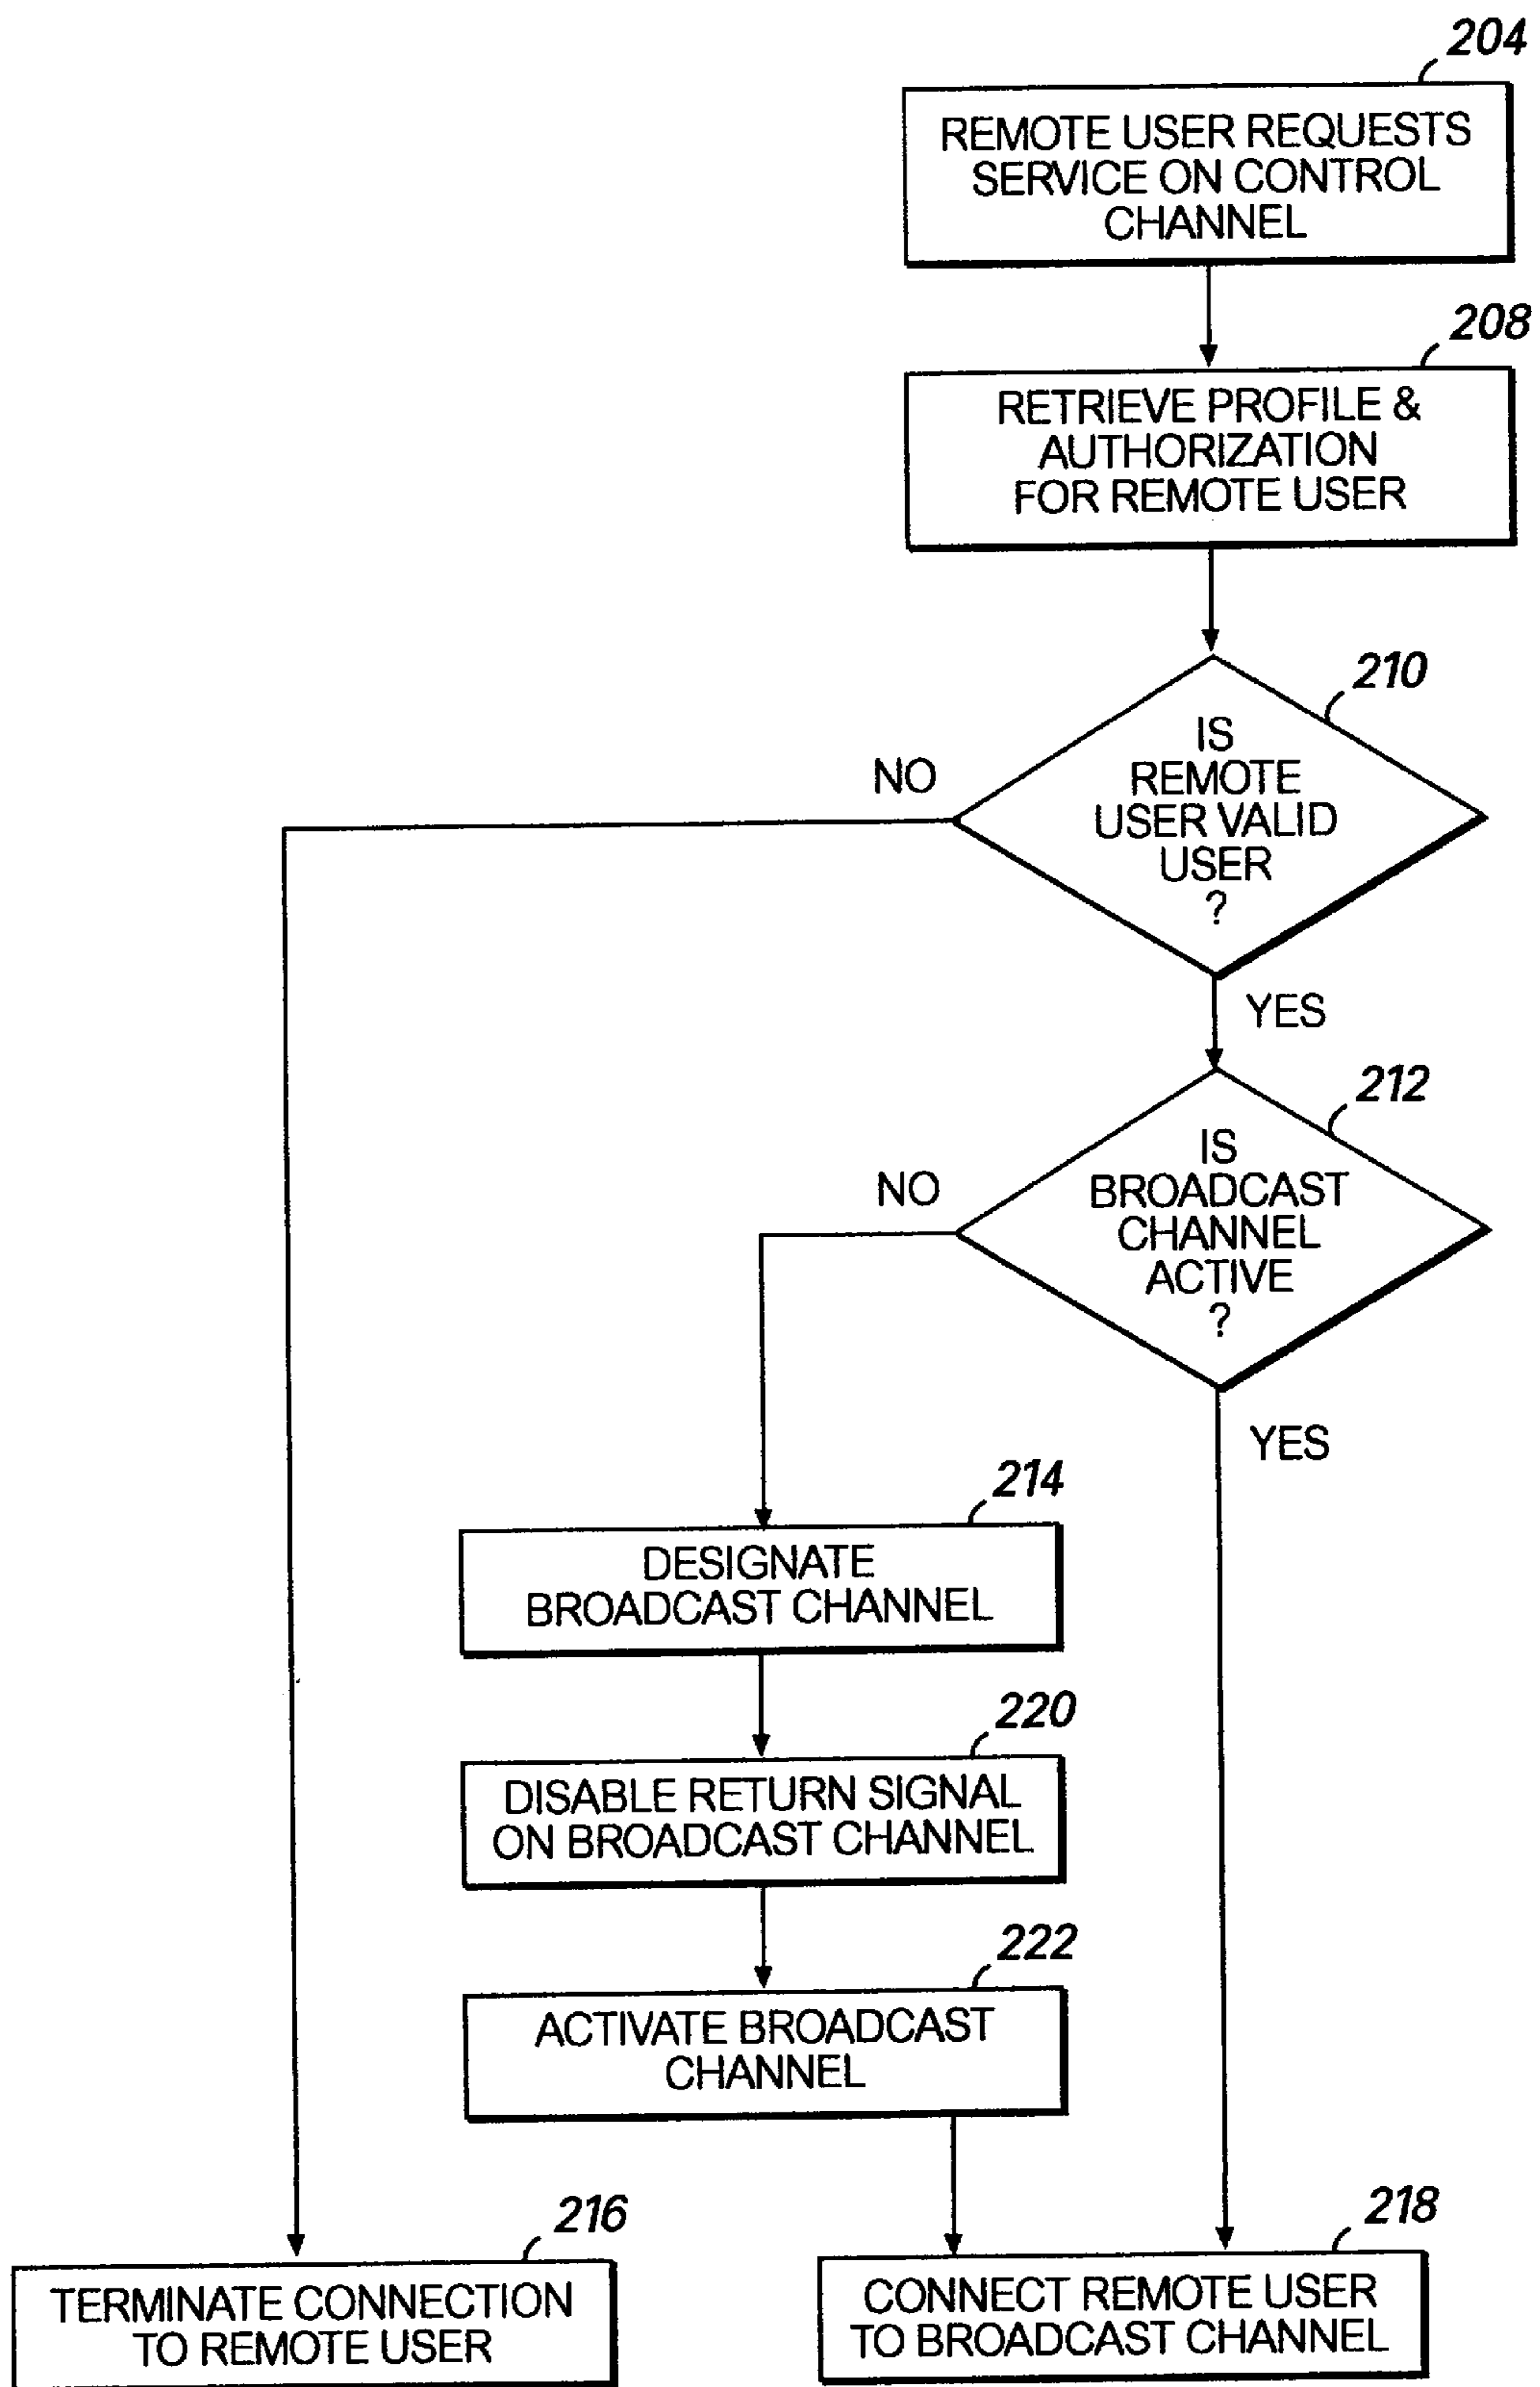 204
REMOTE USER REQUESTS
SERVICE ON CONTROL
CHANNEL
208
RETRIEVE PROFILE &
AUTHORIZATION
FOR REMOTE USER
210
IS
REMOTE
USER VALID
USER
?
NO
YES
212
IS
BROADCAST
CHANNEL
ACTIVE
?
NO
YES
214
DESIGNATE
BROADCAST CHANNEL
220
DISABLE RETURN SIGNAL
ON BROADCAST CHANNEL
222
ACTIVATE BROADCAST
CHANNEL
216
TERMINATE CONNECTION
TO REMOTE USER
218
CONNECT REMOTE USER
TO BROADCAST CHANNEL